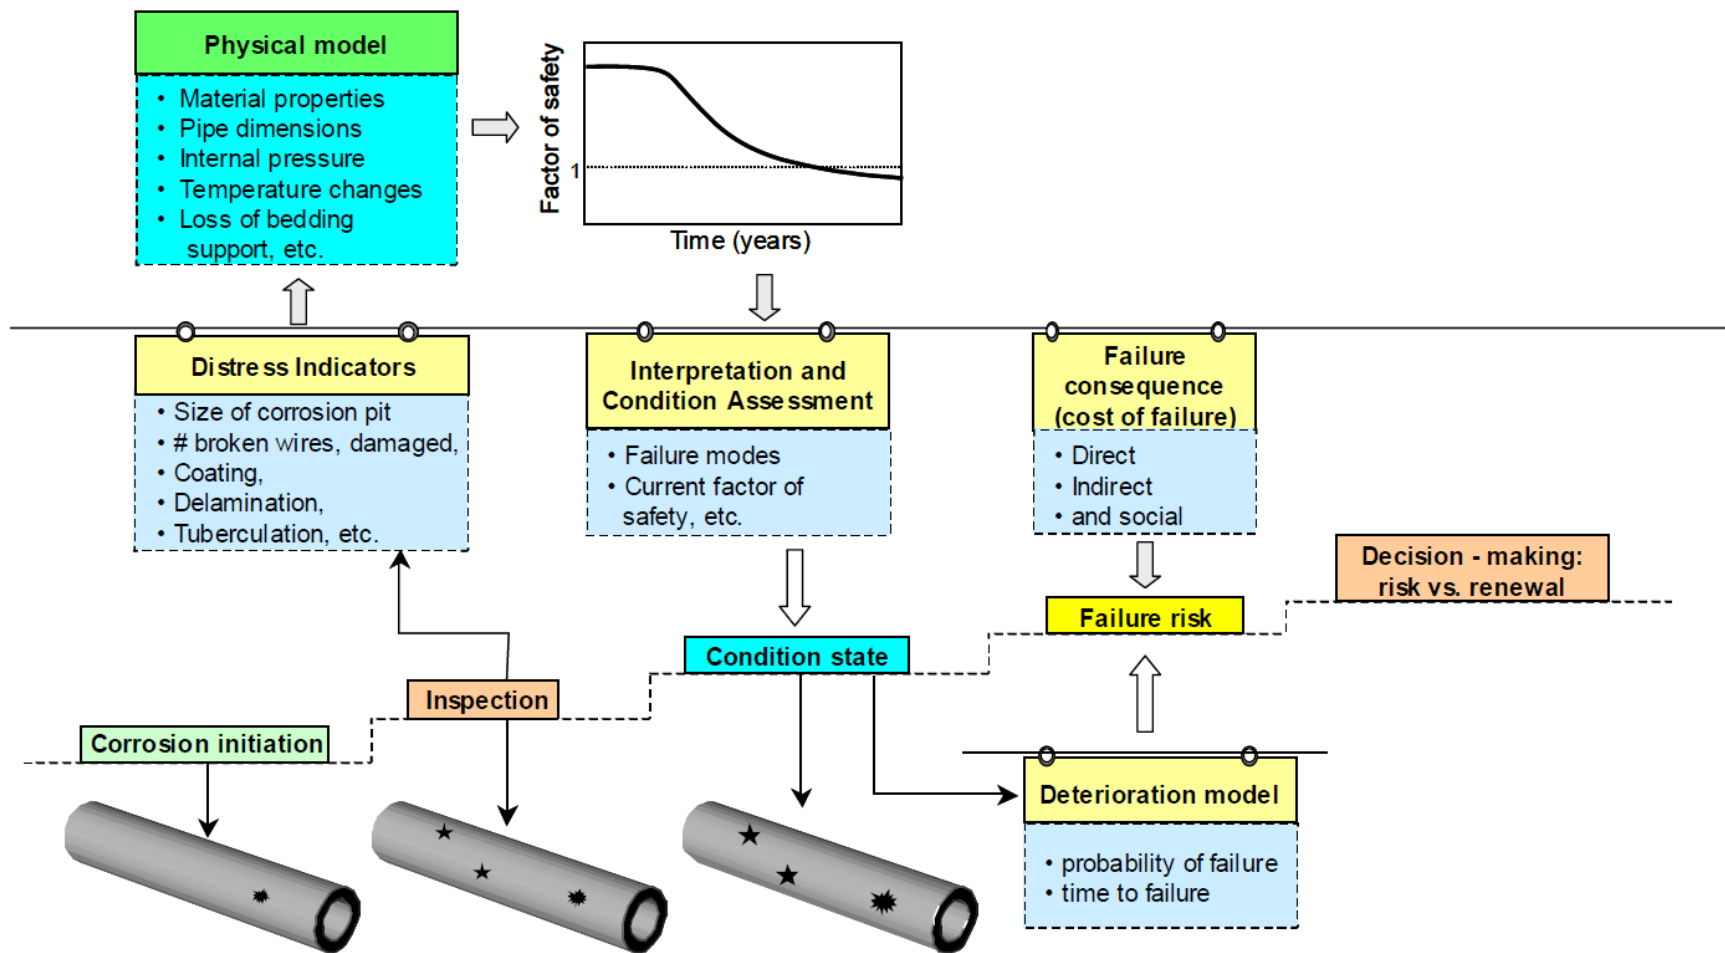 Physical model
• Material properties
• Pipe dimensions
• Internal pressure
• Temperature changes
• Loss of bedding
support, etc.
Factor of safety
1
Time (years)
Distress Indicators
• Size of corrosion pit
• # broken wires, damaged,
• Coating,
• Delamination,
• Tuberculation, etc.
Interpretation and
Condition Assessment
• Failure modes
• Current factor of
safety, etc.
Failure
consequence
(cost of failure)
• Direct
• Indirect
• and social
Decision - making:
risk vs. renewal
Failure risk
Condition state
Inspection
Corrosion initiation
Deterioration model
• probability of failure
• time to failure